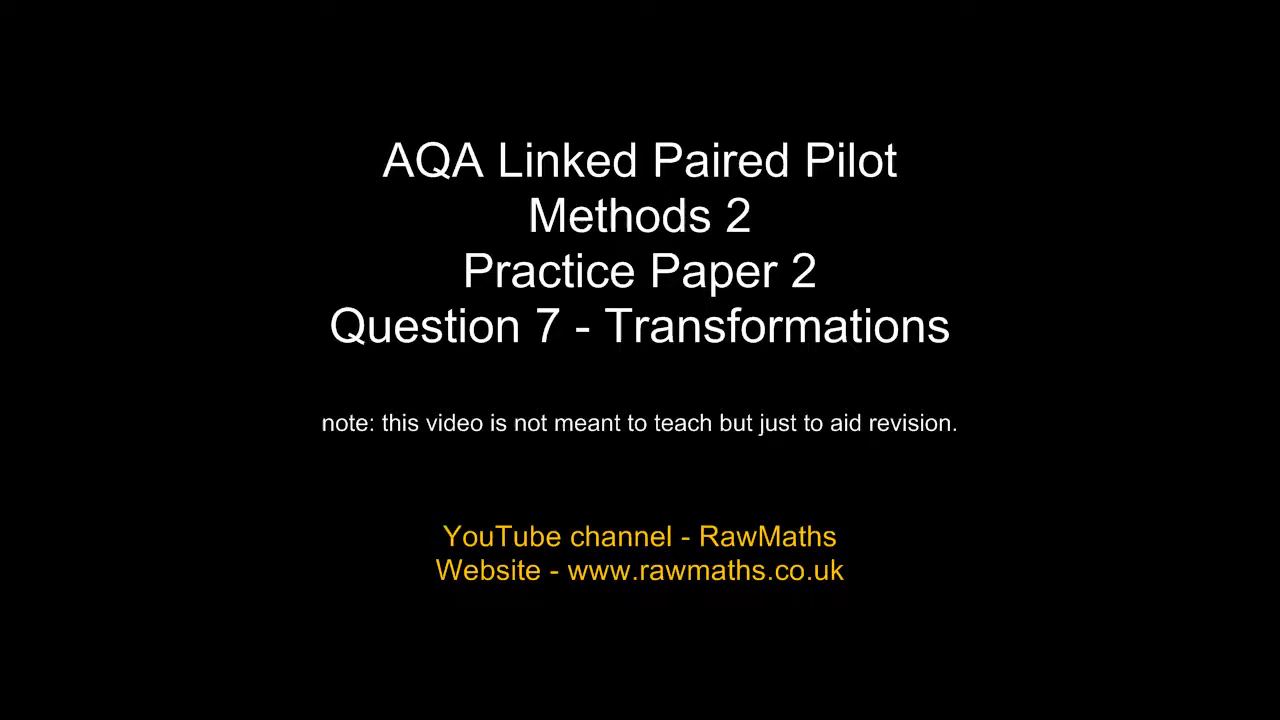 AQA Linked Paired Pilot
Methods 2
Practice Paper 2
Question 7 - Transformations
note: this video is not meant to teach but just to aid revision.
YouTube channel - RawMaths
Website - www.rawmaths.co.uk